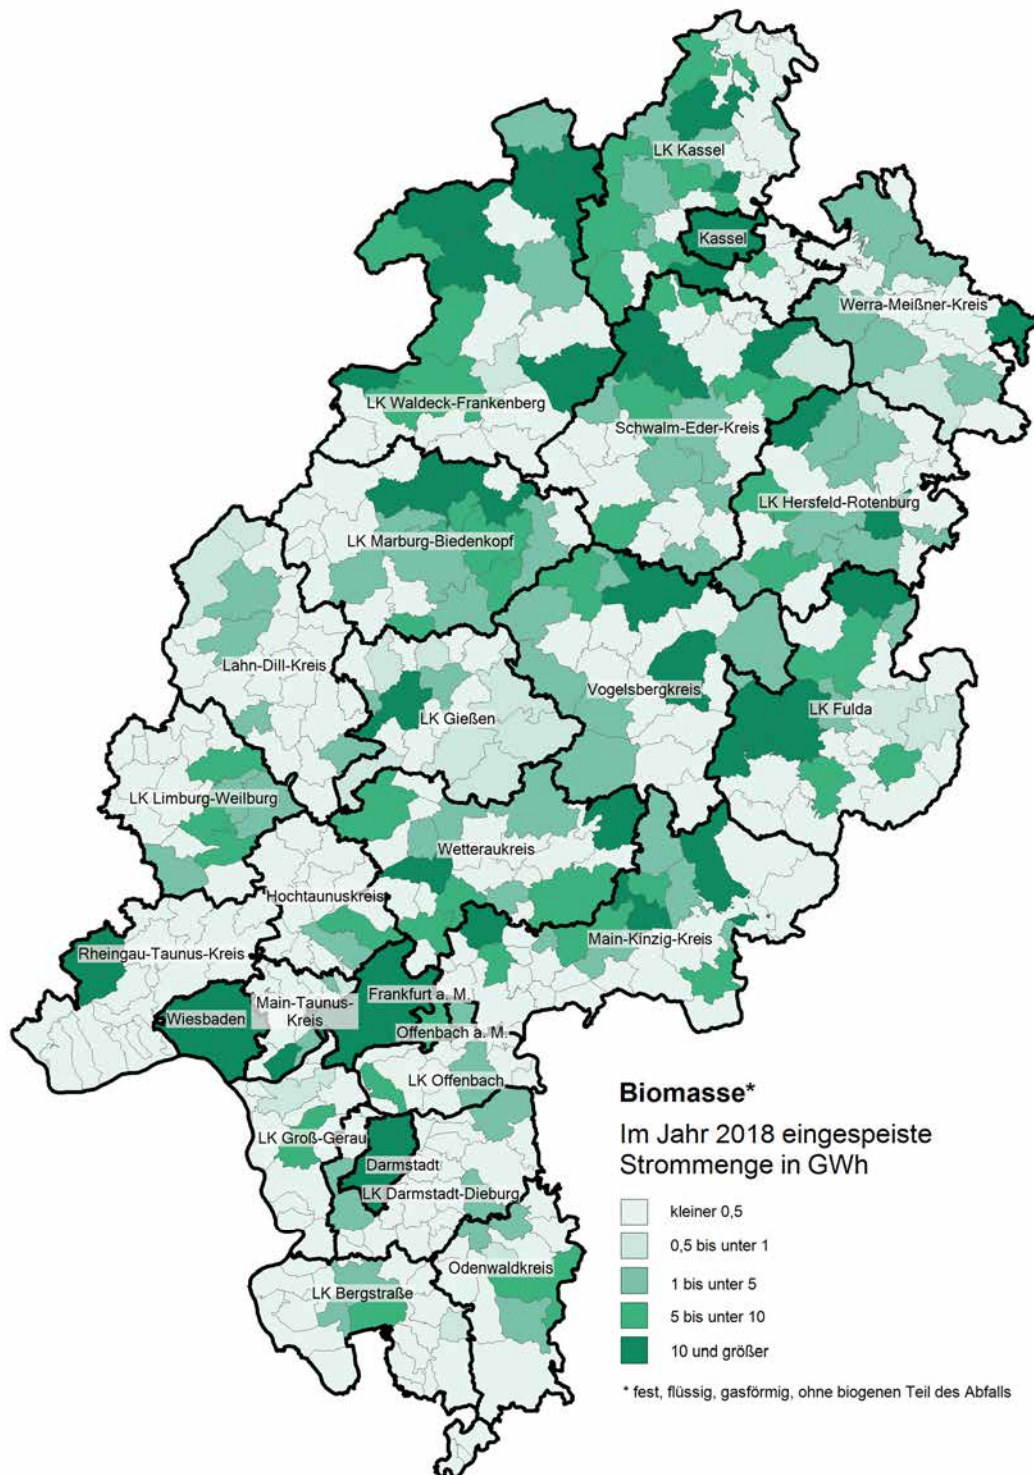 LK Kassel
Kassel
Werra-Meißner-Kreis
LK Waldeck-Frankenberg
Schwalm-Eder-Kreis
LK Hersfeld-Rotenburg
LK Marburg-Biedenkopf
Lahn-Dill-Kreis
Vogelsbergkreis
LK Gießen
LK Fulda
LK Limburg-Weilburg
Wetteraukreis
Hochtaunuskreis
Main-Kinzig-Kreis
Rheingau-Taunus-Kreis
Frankfurt a. M.
Main-Taunus-
Kreis
Wiesbaden
Offenbach a. M.
LK Offenbach
LK Groß-Gerau
Darmstadt
LK Darmstadt-Dieburg
Odenwaldkreis
LK Bergstraße
Biomasse*
Im Jahr 2018 eingespeiste
Strommenge in GWh
kleiner 0,5
0,5 bis unter 1
1 bis unter 5
5 bis unter 10
10 und größer
* fest, flüssig, gasförmig, ohne biogenen Teil des Abfalls